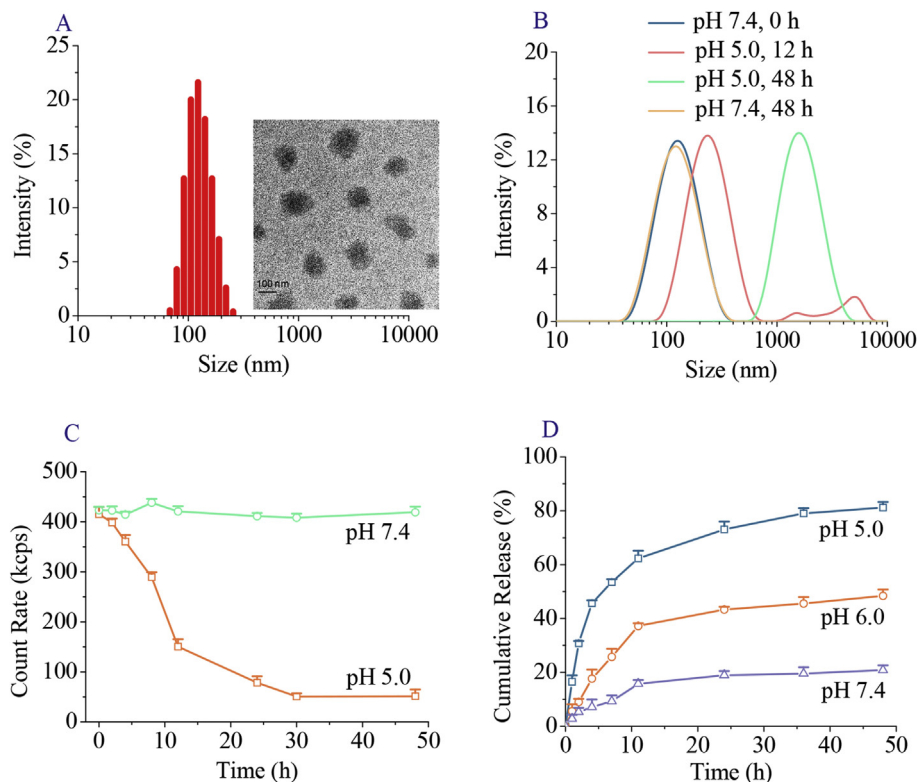 A
25
20
15
10
5
0
Intensity (%)
10
100
1000
10000
Size (nm)
100 nm
B
pH 7.4, 0 h
pH 5.0, 12 h
pH 5.0, 48 h
pH 7.4, 48 h
20
16
12
8
4
0
Intensity (%)
10
100
1000
10000
Size (nm)
C
500
400
300
200
100
0
Count Rate (kcps)
pH 7.4
pH 5.0
0
10
20
30
40
50
Time (h)
D
100
80
60
40
20
0
Cumulative Release (%)
pH 5.0
pH 6.0
pH 7.4
0
10
20
30
40
50
Time (h)